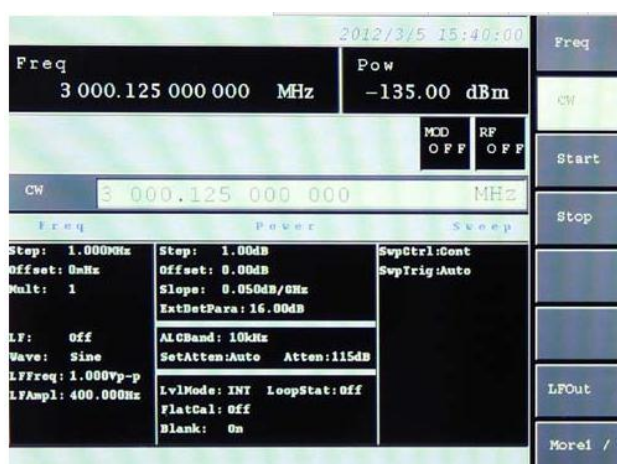 2012/3/5 15:40:00
Freq
3 000.125 000 000 MHz
Pow
-135.00 dBm
MOD
OFF
RF
OFF
CW
3 000.125 000 000 MHz
Freq
Power
Sweep
Step: 1.000MHz
Offset: 0mHz
Mult: 1
LF: Off
Wave: Sine
LFFreq: 1.000Vp-p
LFAmpl: 400.000Hz
Step: 1.00dB
Offset: 0.00dB
Slope: 0.050dB/GHz
ExtDetPara: 16.00dB
ALCBand: 10kHz
SetAtten:Auto Atten:115dB
LvlMode: INT LoopStat:Off
FlatCal: Off
Blank: On
SwpCtrl:Cont
SwpTrig:Auto
Freq
CW
Start
Stop
LFOut
More1 /